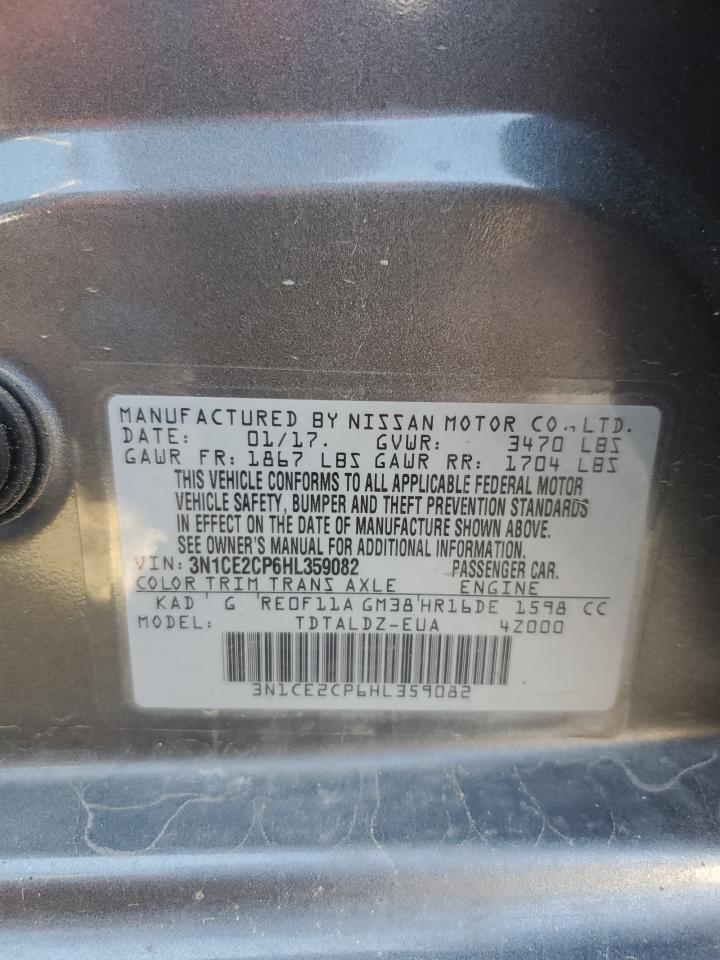 MANUFACTURED BY NISSAN MOTOR CO., LTD.
DATE: 01/17. GVWR: 3470 LBS
GAWR FR: 1867 LBS GAWR RR: 1704 LBS
THIS VEHICLE CONFORMS TO ALL APPLICABLE FEDERAL MOTOR
VEHICLE SAFETY, BUMPER AND THEFT PREVENTION STANDARDS
IN EFFECT ON THE DATE OF MANUFACTURE SHOWN ABOVE.
SEE OWNER'S MANUAL FOR ADDITIONAL INFORMATION.
VIN: 3N1CE2CP6HL359082 PASSENGER CAR.
COLOR TRIM TRANS AXLE ENGINE
KAD G RE0F11A GM38 HR16DE 1598 CC
MODEL: TDTALDZ-EUA 4Z000
3N1CE2CP6HL359082